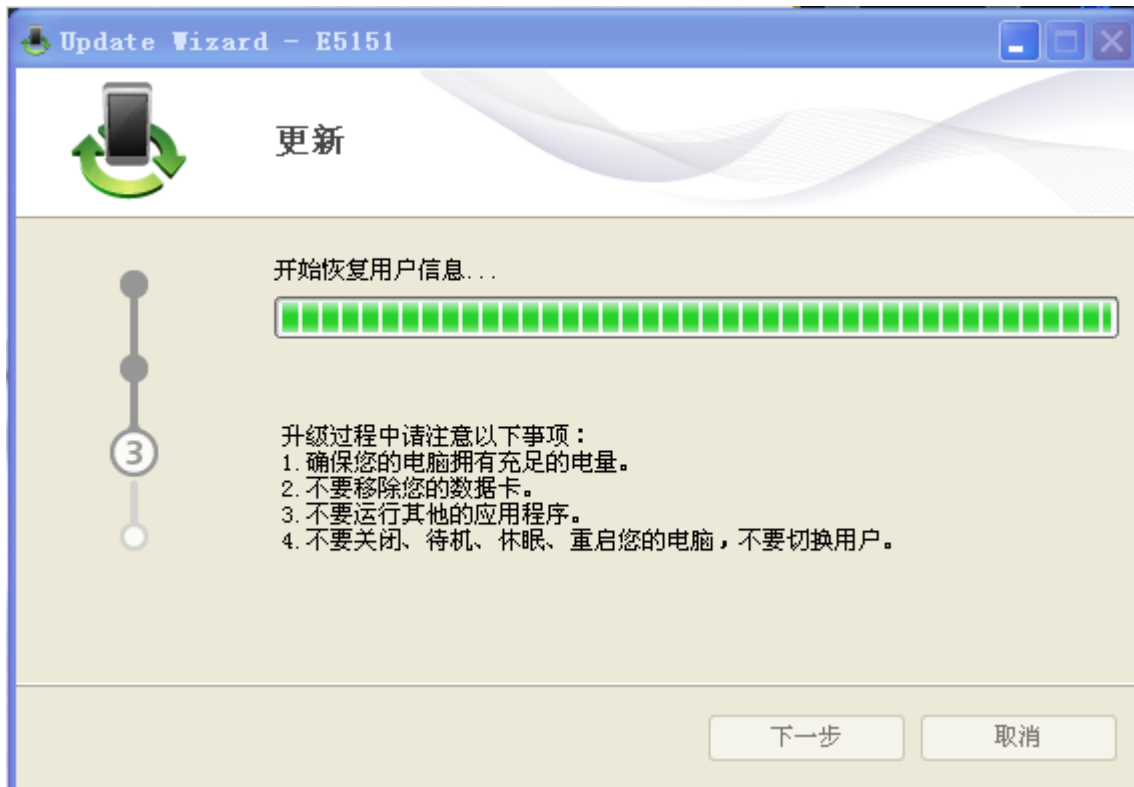 Update Wizard - E5151
更新
开始恢复用户信息...
3
升级过程中请注意以下事项：
1.确保您的电脑拥有充足的电量。
2.不要移除您的数据卡。
3.不要运行其他的应用程序。
4.不要关闭、待机、休眠、重启您的电脑，不要切换用户。
下一步
取消